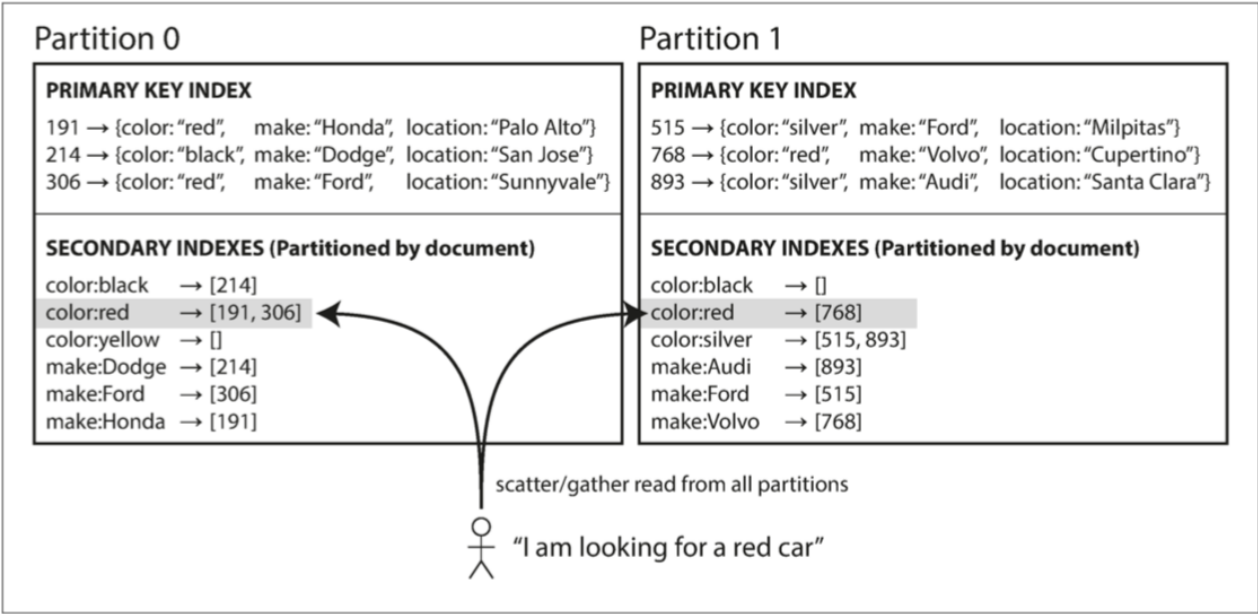 Partition 0
PRIMARY KEY INDEX
191 → {color: “red”, make: “Honda”, location: “Palo Alto”}
214 → {color: “black”, make: “Dodge”, location: “San Jose”}
306 → {color: “red”, make: “Ford”, location: “Sunnyvale”}
SECONDARY INDEXES (Partitioned by document)
color:black → [214]
color:red → [191, 306]
color:yellow → []
make:Dodge → [214]
make:Ford → [306]
make:Honda → [191]
Partition 1
PRIMARY KEY INDEX
515 → {color: “silver”, make: “Ford”, location: “Milpitas”}
768 → {color: “red”, make: “Volvo”, location: “Cupertino”}
893 → {color: “silver”, make: “Audi”, location: “Santa Clara”}
SECONDARY INDEXES (Partitioned by document)
color:black → []
color:red → [768]
color:silver → [515, 893]
make:Audi → [893]
make:Ford → [515]
make:Volvo → [768]
scatter/gather read from all partitions
“I am looking for a red car”